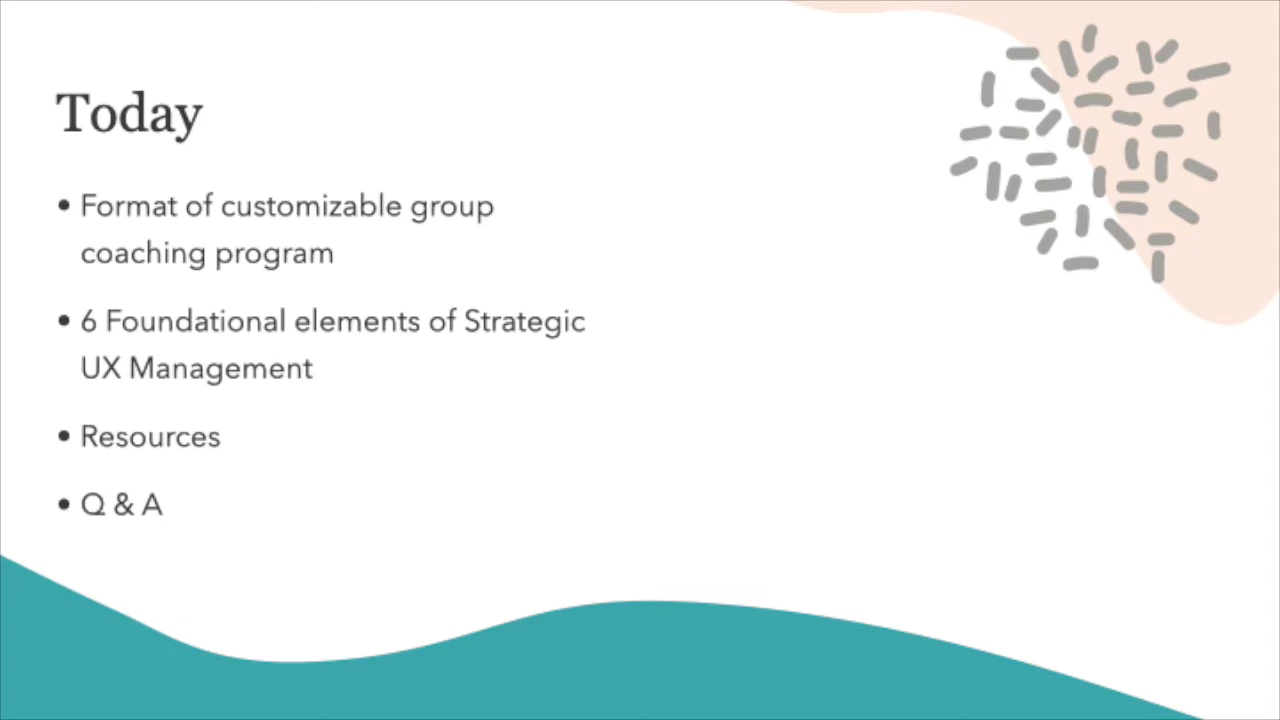 Today
• Format of customizable group
coaching program
• 6 Foundational elements of Strategic
UX Management
• Resources
• Q & A